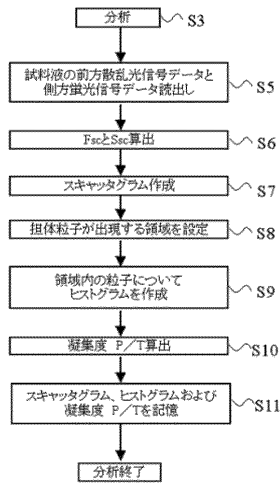 分析
S3
試料液の前方散乱光信号データと
側方蛍光信号データ読出し
S5
FscとSsc算出
S6
スキャッタグラム作成
S7
担体粒子が出現する領域を設定
S8
領域内の粒子について
ヒストグラムを作成
S9
凝集度 P/T算出
S10
スキャッタグラム、ヒストグラムおよび
凝集度 P/Tを記憶
S11
分析終了